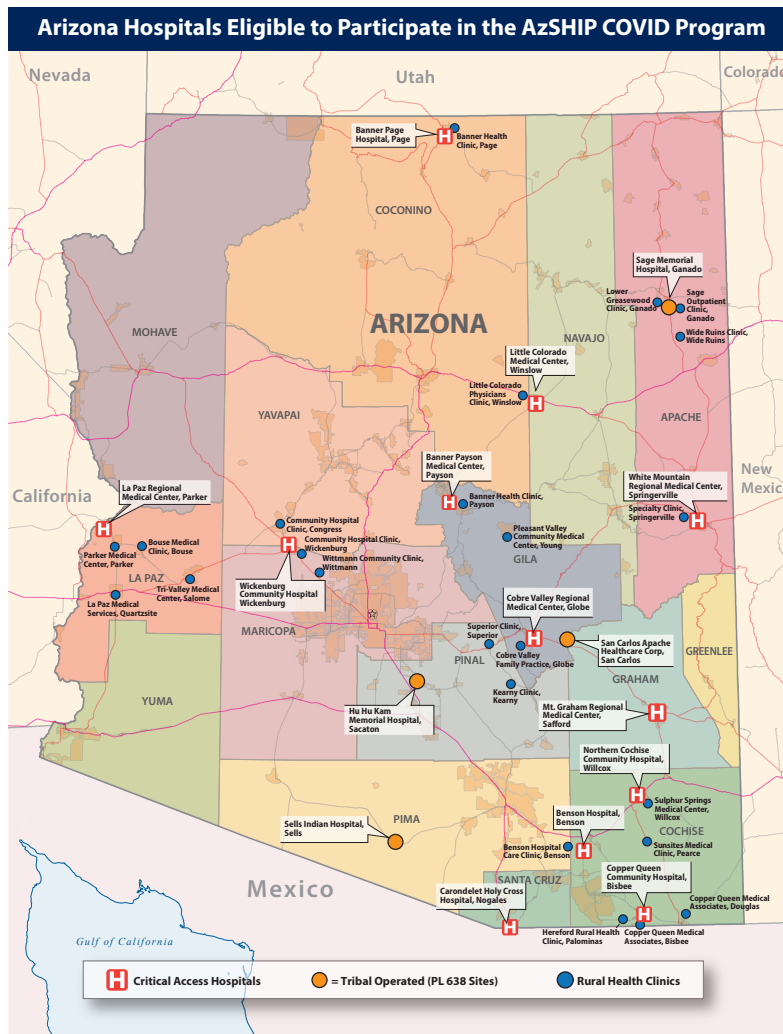 Arizona Hospitals Eligible to Participate in the AzSHIP COVID Program
Nevada
Utah
Colorado
Banner Page
Hospital, Page
Banner Health
Clinic, Page
COCONINO
Sage Memorial
Hospital, Ganado
Lower
Greasewood
Clinic, Ganado
Sage
Outpatient
Clinic,
Ganado
Wide Ruins Clinic,
Wide Ruins
MOHAVE
ARIZONA
NAVAJO
Little Colorado
Medical Center,
Winslow
Little Colorado
Physicians
Clinic, Winslow
YAVAPAI
APACHE
Banner Payson
Medical Center,
Payson
Banner Health Clinic,
Payson
California
La Paz Regional
Medical Center, Parker
New
Mexico
White Mountain
Regional Medical Center,
Springerville
Specialty Clinic,
Springerville
Community Hospital
Clinic, Congress
Community Hospital Clinic,
Wickenburg
Wittmann Community Clinic,
Wittmann
Pleasant Valley
Community Medical
Center, Young
GILA
Bouse Medical
Clinic, Bouse
Parker Medical
Center, Parker
LA PAZ
Tri-Valley Medical
Center, Salome
La Paz Medical
Services, Quartzsite
Wickenburg
Community Hospital
Wickenburg
Cobre Valley Regional
Medical Center, Globe
MARICOPA
Superior Clinic,
Superior
PINAL
Cobre Valley
Family Practice, Globe
San Carlos Apache
Healthcare Corp,
San Carlos
GREENLEE
GRAHAM
Kearny Clinic,
Kearny
YUMA
Hu Hu Kam
Memorial Hospital,
Sacaton
Mt. Graham Regional
Medical Center,
Safford
Northern Cochise
Community Hospital,
Willcox
Sulphur Springs
Medical Center,
Willcox
PIMA
Sells Indian Hospital,
Sells
Benson Hospital,
Benson
COCHISE
Benson Hospital
Care Clinic, Benson
Sunsites Medical
Clinic, Pearce
SANTA CRUZ
Copper Queen
Community Hospital,
Bisbee
Mexico
Carondelet Holy Cross
Hospital, Nogales
Copper Queen Medical
Associates, Douglas
Hereford Rural Health
Clinic, Palominas
Copper Queen Medical
Associates, Bisbee
Gulf of California
H Critical Access Hospitals
= Tribal Operated (PL 638 Sites)
Rural Health Clinics